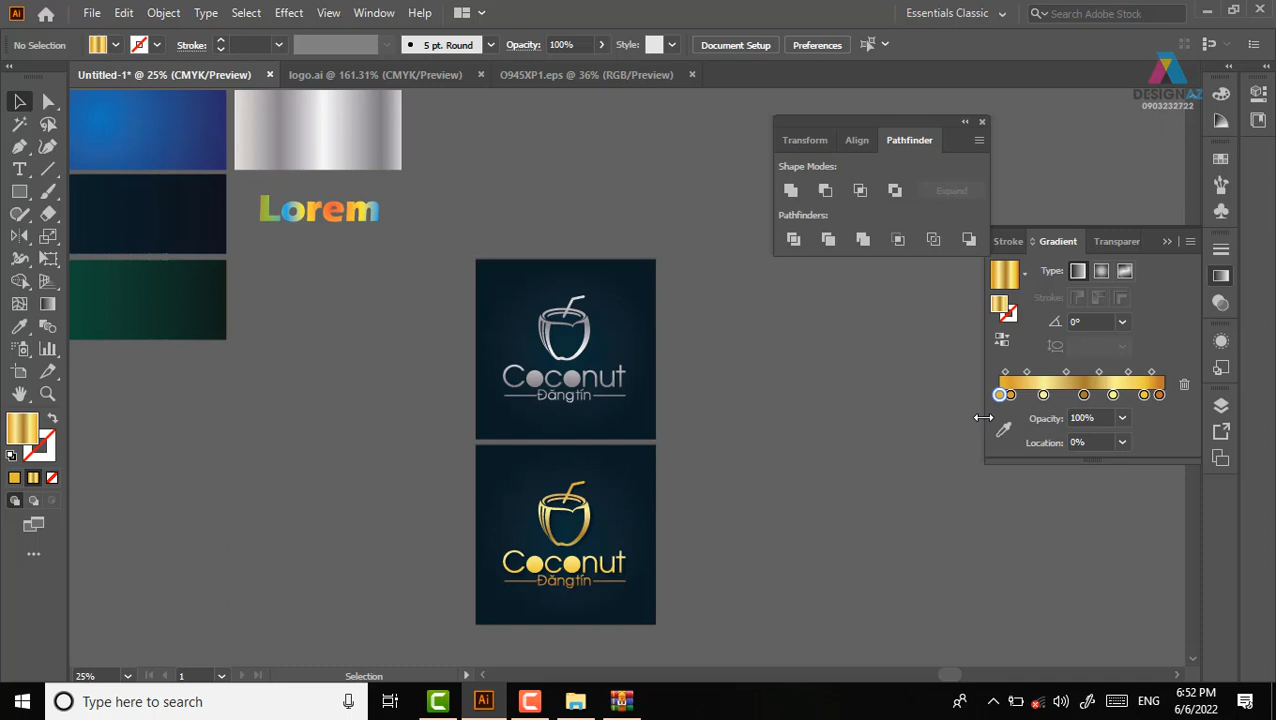 Ai File Edit Object Type Select Effect View Window Help Essentials Classic Search Adobe Stock
No Selection Stroke: 5 pt. Round Opacity: 100% Style: Document Setup Preferences
Untitled-1* @ 25% (CMYK/Preview) logo.ai @ 161.31% (CMYK/Preview) O945XP1.eps @ 36% (RGB/Preview)
DESIGNAZ
0903232722
Transform Align Pathfinder
Shape Modes:
Expand
Pathfinders:
Lorem
Stroke Gradient Transparer
Type:
Stroke:
0°
Opacity: 100%
Location: 0%
Coconut
Đăngtín
Coconut
Đăngtín
25% 1 Selection
Type here to search Ai ENG 6:52 PM
6/6/2022